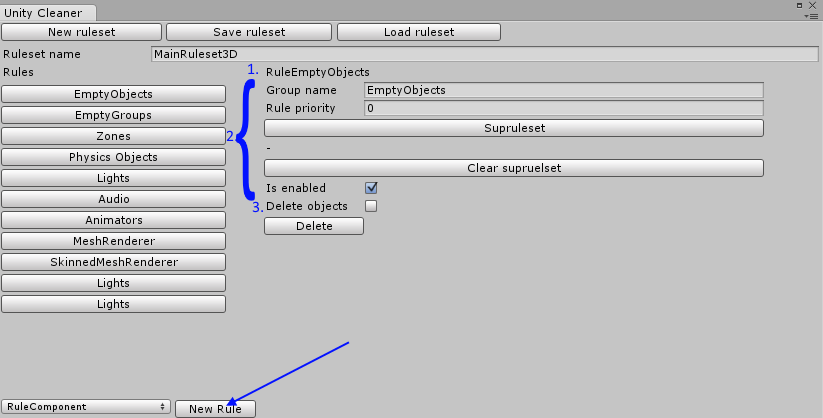 Unity Cleaner
New ruleset Save ruleset Load ruleset
Ruleset name MainRuleset3D
Rules
EmptyObjects
EmptyGroups
Zones
Physics Objects
Lights
Audio
Animators
MeshRenderer
SkinnedMeshRenderer
Lights
Lights
1. RuleEmptyObjects
2
Group name EmptyObjects
Rule priority 0
Supruleset
-
Clear supruelset
Is enabled
3. Delete objects
Delete
RuleComponent New Rule